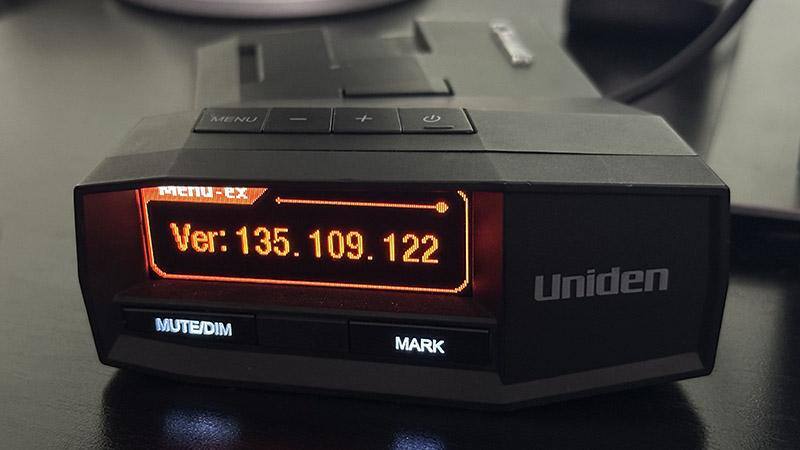 MENU − + ⏻
Menu-ex
Ver: 135.109.122
Uniden
MUTE/DIM
MARK